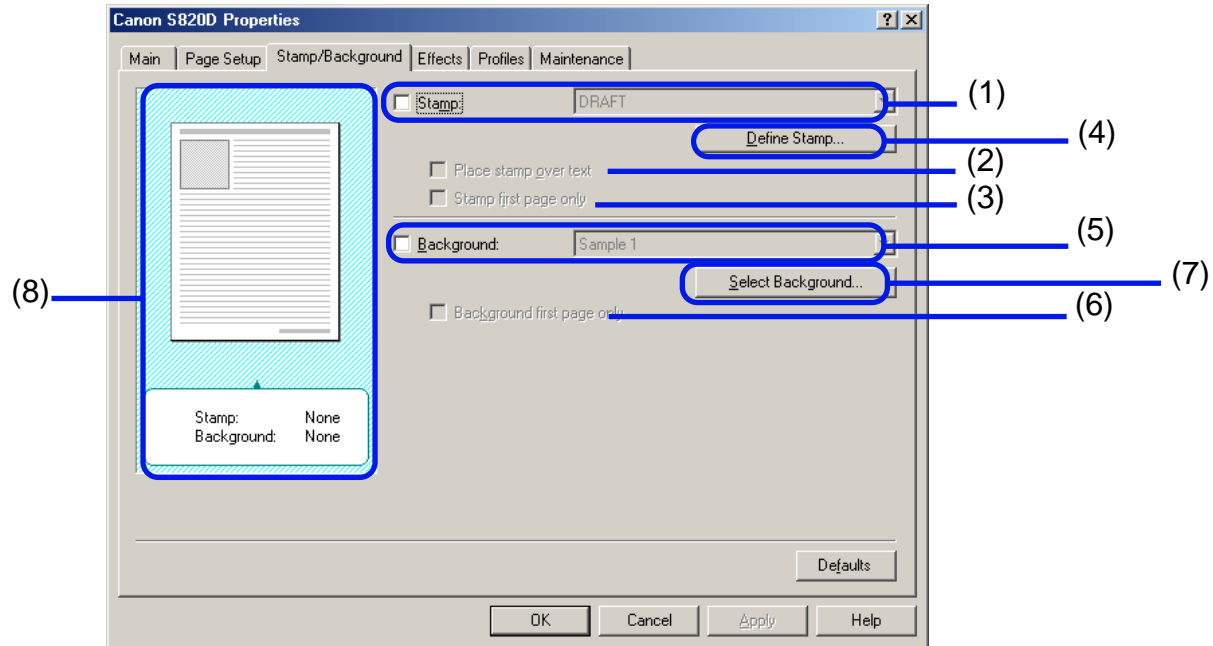 Canon S820D Properties
Main Page Setup Stamp/Background Effects Profiles Maintenance
Stamp: DRAFT (1)
Define Stamp... (4)
Place stamp over text (2)
Stamp first page only (3)
Background: Sample 1 (5)
Select Background... (7)
(8)
Background first page only (6)
Stamp: None
Background: None
Defaults
OK Cancel Apply Help